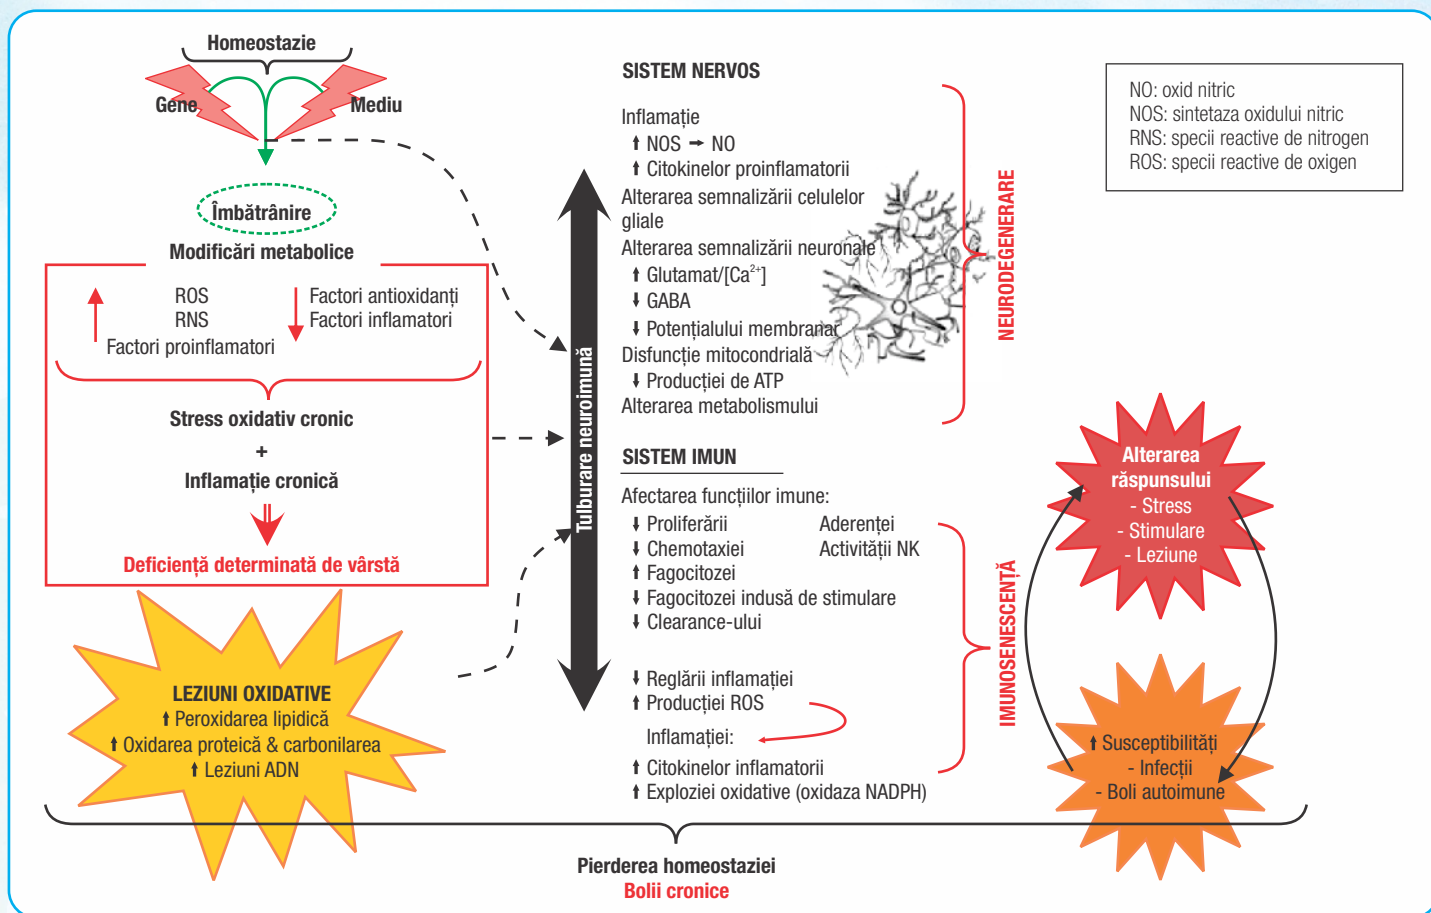 Homeostazie
Gene
Mediu
Îmbătrânire
Modificări metabolice
ROS
RNS
Factori proinflamatori
Factori antioxidanți
Factori inflamatori
Stress oxidativ cronic
+
Inflamație cronică
Deficiență determinată de vârstă
LEZIUNI OXIDATIVE
⬆ Peroxidarea lipidică
⬆ Oxidarea proteică & carbonilarea
⬆ Leziuni ADN
Tulburare neuroimună
SISTEM NERVOS
Inflamație
⬆ NOS ➞ NO
⬆ Citokinelor proinflamatorii
Alterarea semnalizării celulelor
gliale
Alterarea semnalizării neuronale
⬆ Glutamat/[Ca²⁺]
⬇ GABA
⬇ Potențialului membranar
Disfuncție mitocondrială
⬇ Producției de ATP
Alterarea metabolismului
NEURODEGENERARE
SISTEM IMUN
Afectarea funcțiilor imune:
⬇ Proliferării Aderenței
⬇ Chemotaxiei Activității NK
⬆ Fagocitozei
⬇ Fagocitozei indusă de stimulare
⬇ Clearance-ului
⬇ Reglării inflamației
⬆ Producției ROS
Inflamației:
⬆ Citokinelor inflamatorii
⬆ Exploziei oxidative (oxidaza NADPH)
IMUNOSENESCENȚĂ
NO: oxid nitric
NOS: sintetaza oxidului nitric
RNS: specii reactive de nitrogen
ROS: specii reactive de oxigen
Alterarea
răspunsului
- Stress
- Stimulare
- Leziune
⬆ Susceptibilități
- Infecții
- Boli autoimune
Pierderea homeostaziei
Bolii cronice